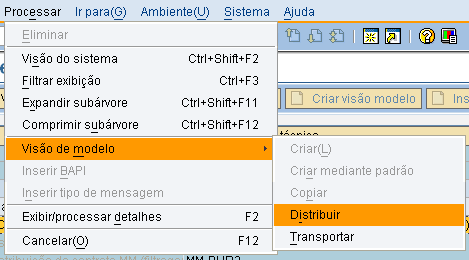 Processar Ir para(G) Ambiente(U) Sistema Ajuda
Eliminar
Visão do sistema Ctrl+Shift+F2
Filtrar exibição Ctrl+F3
Expandir subárvore Ctrl+Shift+F11
Comprimir subárvore Ctrl+Shift+F12
Criar visão modelo Ins
técnico
Visão de modelo
Criar(L)
Inserir BAPI
Criar mediante padrão
Inserir tipo de mensagem
Copiar
Exibir/processar detalhes F2
Distribuir
Cancelar(O) F12
Transportar